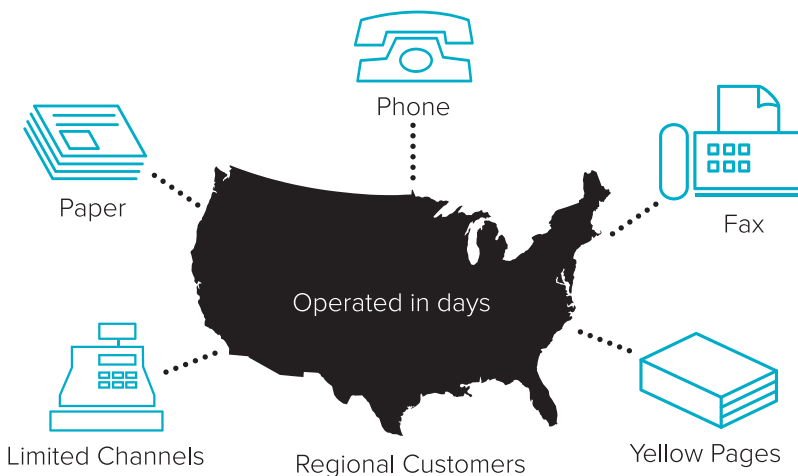 Phone
Paper
Fax
Operated in days
Limited Channels
Regional Customers
Yellow Pages